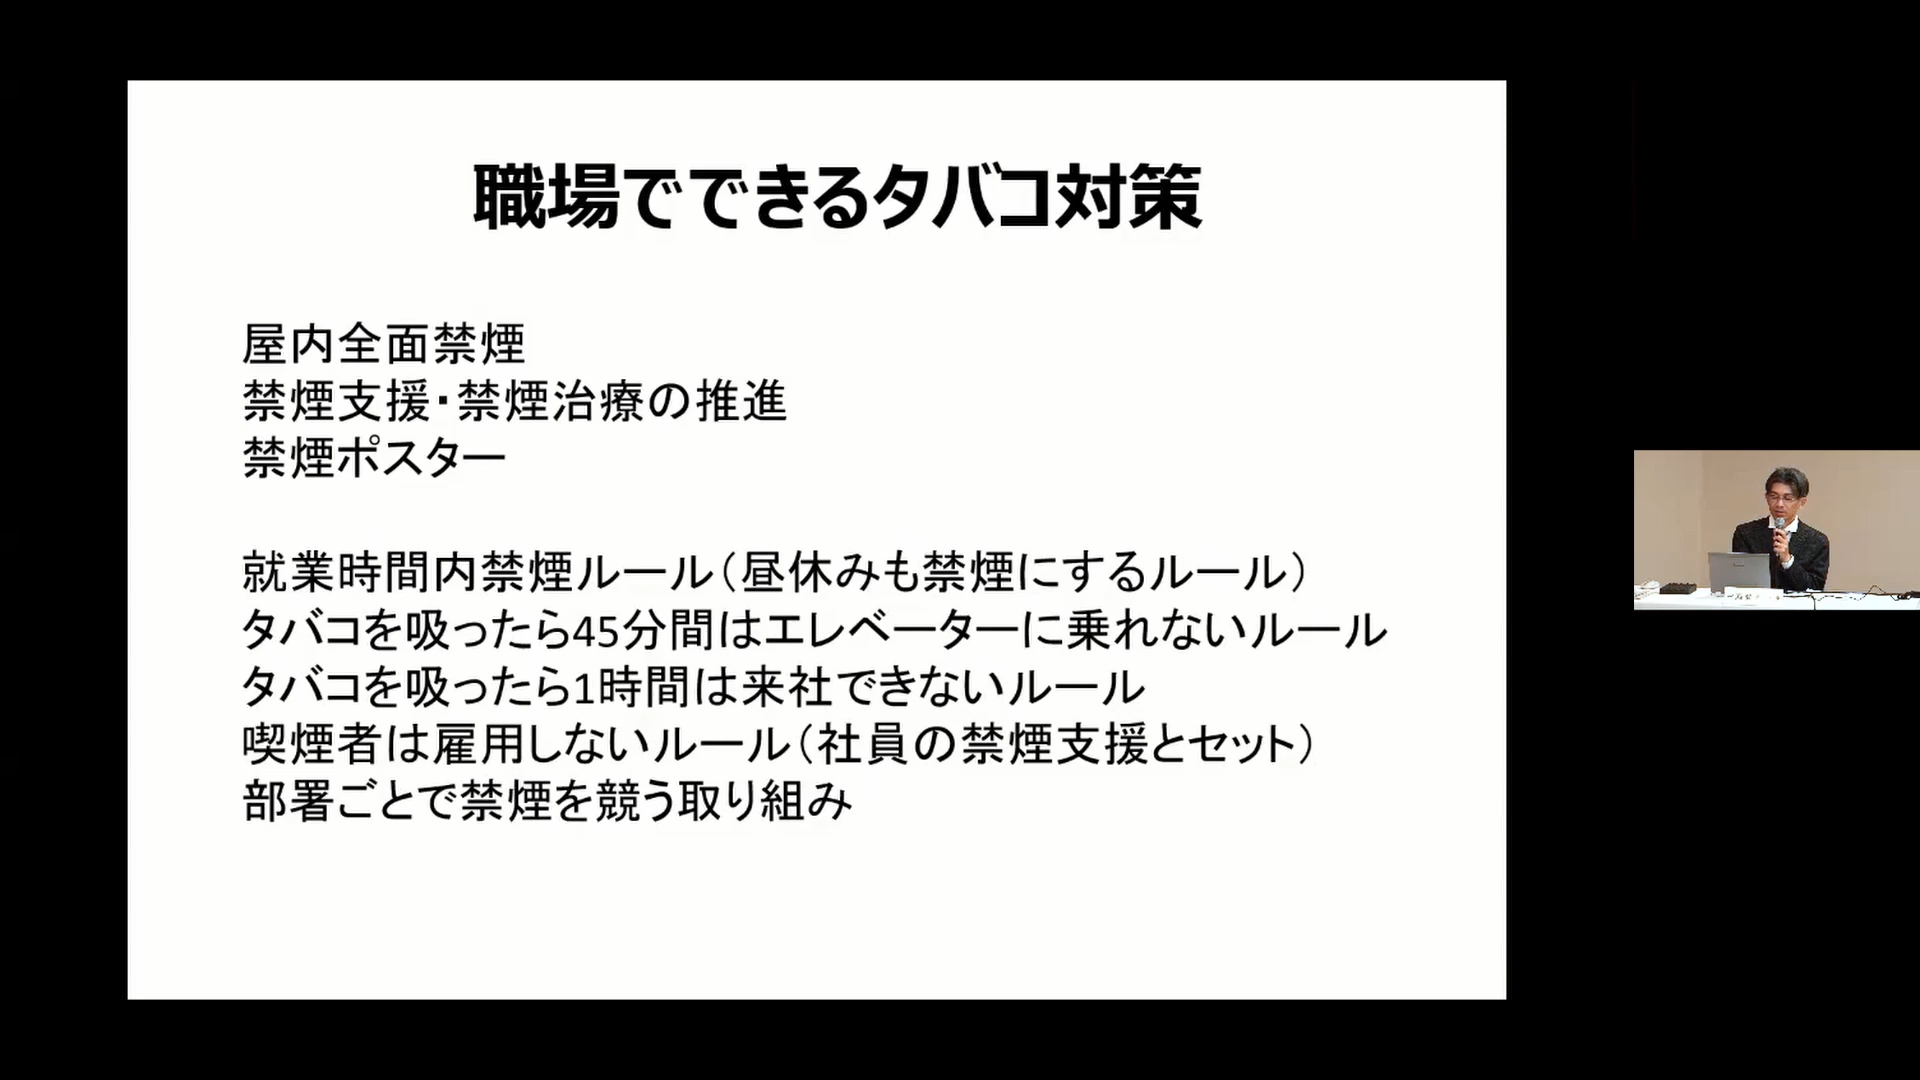 職場でできるタバコ対策
屋内全面禁煙
禁煙支援・禁煙治療の推進
禁煙ポスター
就業時間内禁煙ルール（昼休みも禁煙にするルール）
タバコを吸ったら45分間はエレベーターに乗れないルール
タバコを吸ったら1時間は来社できないルール
喫煙者は雇用しないルール（社員の禁煙支援とセット）
部署ごとで禁煙を競う取り組み